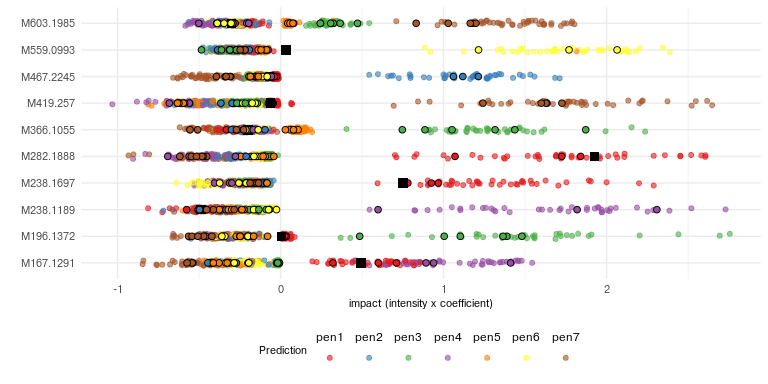 M603.1985
M559.0993
M467.2245
M419.257
M366.1055
M282.1888
M238.1697
M238.1189
M196.1372
M167.1291
-1 0 1 2
impact (intensity x coefficient)
Prediction pen1 pen2 pen3 pen4 pen5 pen6 pen7